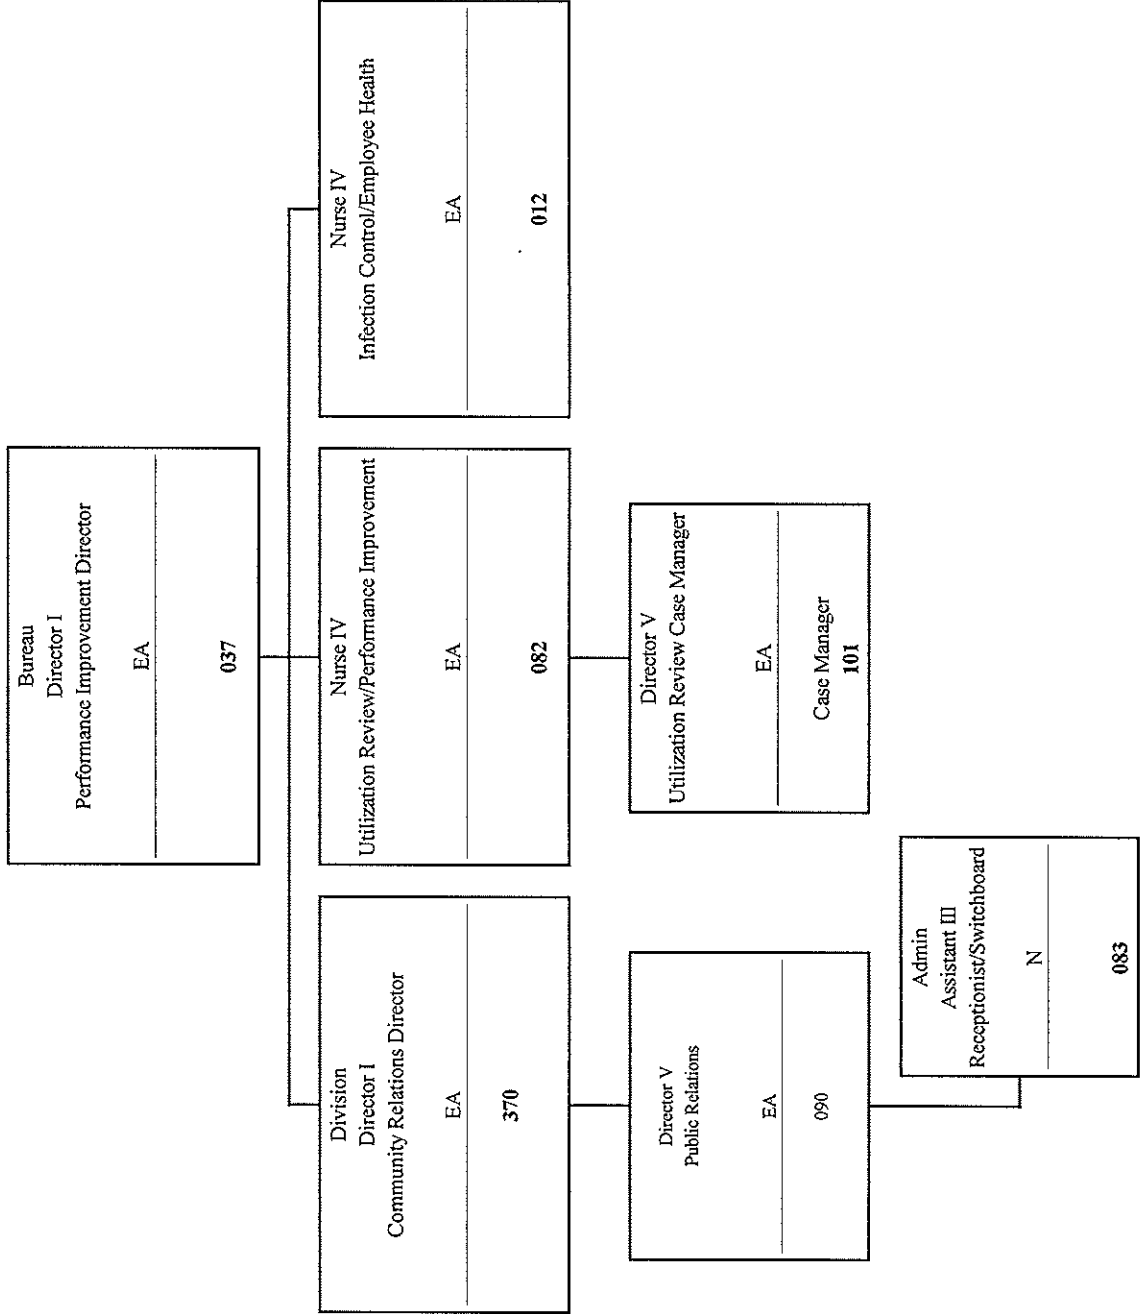 Bureau
Director I
Performance Improvement Director
EA
037
Division
Director I
Community Relations Director
EA
370
Nurse IV
Utilization Review/Performance Improvement
EA
082
Nurse IV
Infection Control/Employee Health
EA
012
Director V
Public Relations
EA
090
Director V
Utilization Review Case Manager
EA
Case Manager
101
Admin
Assistant III
Receptionist/Switchboard
N
083